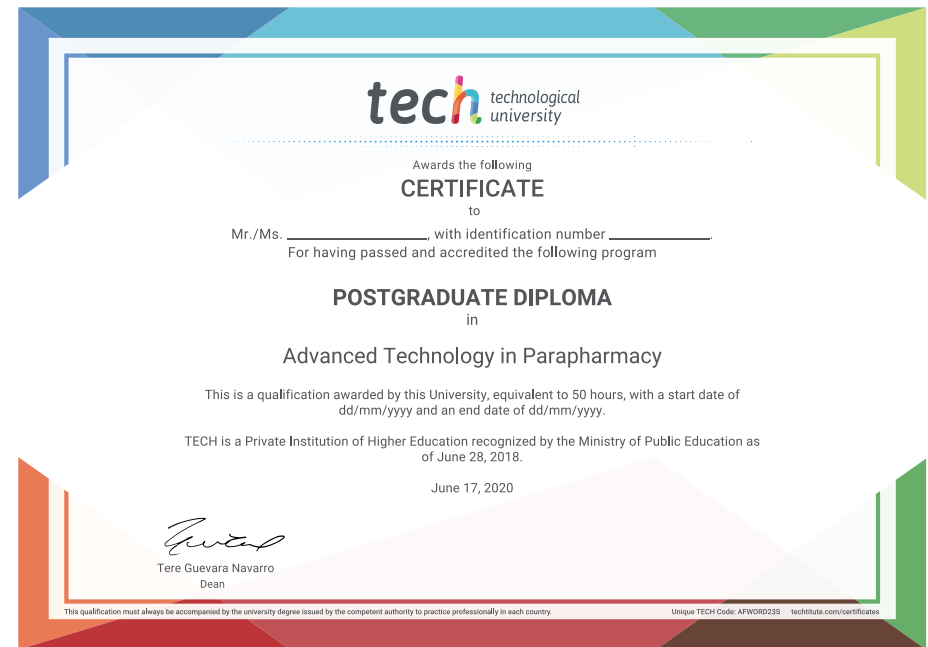 tech technological
university
Awards the following
CERTIFICATE
to
Mr./Ms. ____________________, with identification number ______________.
For having passed and accredited the following program
POSTGRADUATE DIPLOMA
in
Advanced Technology in Parapharmacy
This is a qualification awarded by this University, equivalent to 50 hours, with a start date of
dd/mm/yyyy and an end date of dd/mm/yyyy.
TECH is a Private Institution of Higher Education recognized by the Ministry of Public Education as
of June 28, 2018.
June 17, 2020
Tere Guevara Navarro
Dean
This qualification must always be accompanied by the university degree issued by the competent authority to practice professionally in each country.
Unique TECH Code: AFWORD23S techtitute.com/certificates